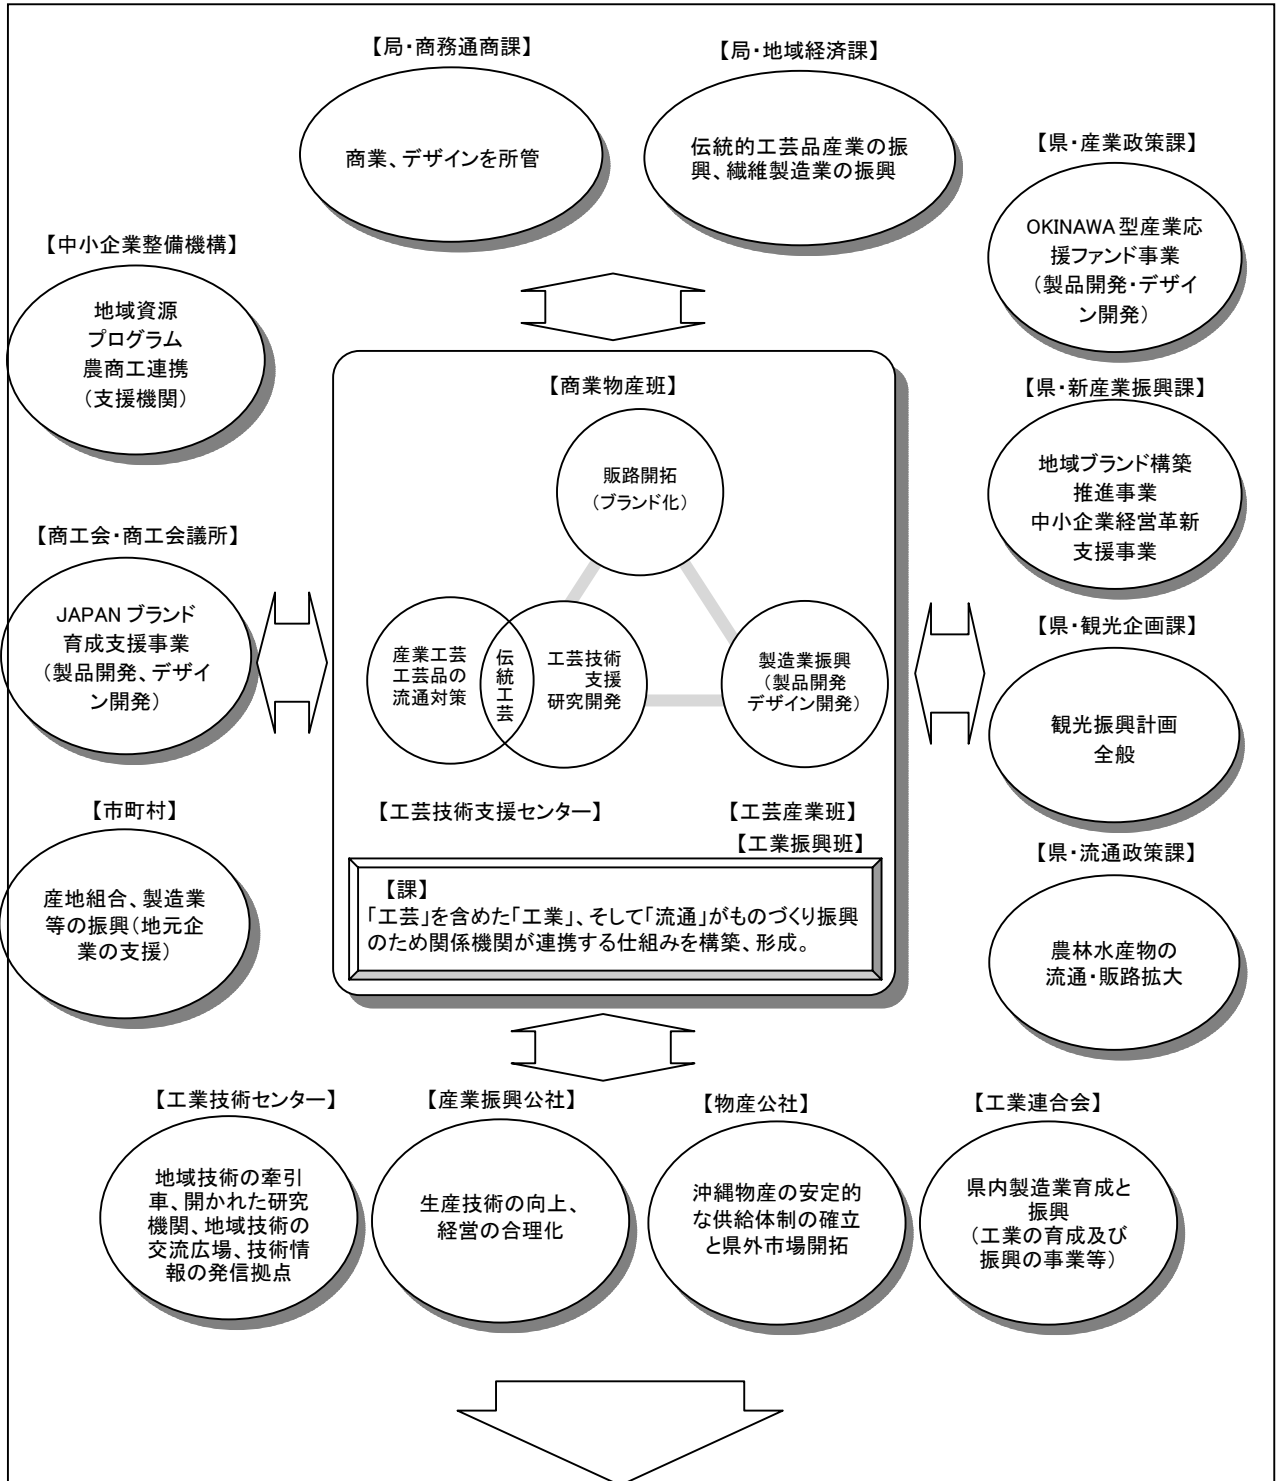 【局・商務通商課】
商業、デザインを所管
【局・地域経済課】
伝統的工芸品産業の振
興、繊維製造業の振興
【県・産業政策課】
OKINAWA型産業応
援ファンド事業
(製品開発・デザイ
ン開発)
【中小企業整備機構】
地域資源
プログラム
農商工連携
(支援機関)
【県・新産業振興課】
地域ブランド構築
推進事業
中小企業経営革新
支援事業
【商工会・商工会議所】
JAPANブランド
育成支援事業
(製品開発、デザイ
ン開発)
【商業物産班】
販路開拓
(ブランド化)
産業工芸
工芸品の
流通対策
伝統工芸
工芸技術
支援
研究開発
製造業振興
(製品開発
デザイン開発)
【工芸技術支援センター】
【工芸産業班】
【工業振興班】
【課】
「工芸」を含めた「工業」、そして「流通」がものづくり振興
のため関係機関が連携する仕組みを構築、形成。
【県・観光企画課】
観光振興計画
全般
【市町村】
産地組合、製造業
等の振興(地元企
業の支援)
【県・流通政策課】
農林水産物の
流通・販路拡大
【工業技術センター】
地域技術の牽引
車、開かれた研究
機関、地域技術の
交流広場、技術情
報の発信拠点
【産業振興公社】
生産技術の向上、
経営の合理化
【物産公社】
沖縄物産の安定的
な供給体制の確立
と県外市場開拓
【工業連合会】
県内製造業育成と
振興
(工業の育成及び
振興の事業等)